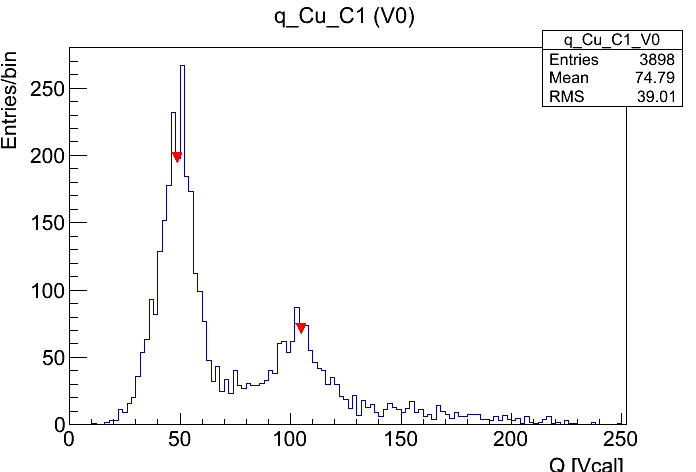 q_Cu_C1 (V0)
q_Cu_C1_V0
Entries 3898
Mean 74.79
RMS 39.01
Entries/bin
250
200
150
100
50
0
0 50 100 150 200 250
Q [Vcal]